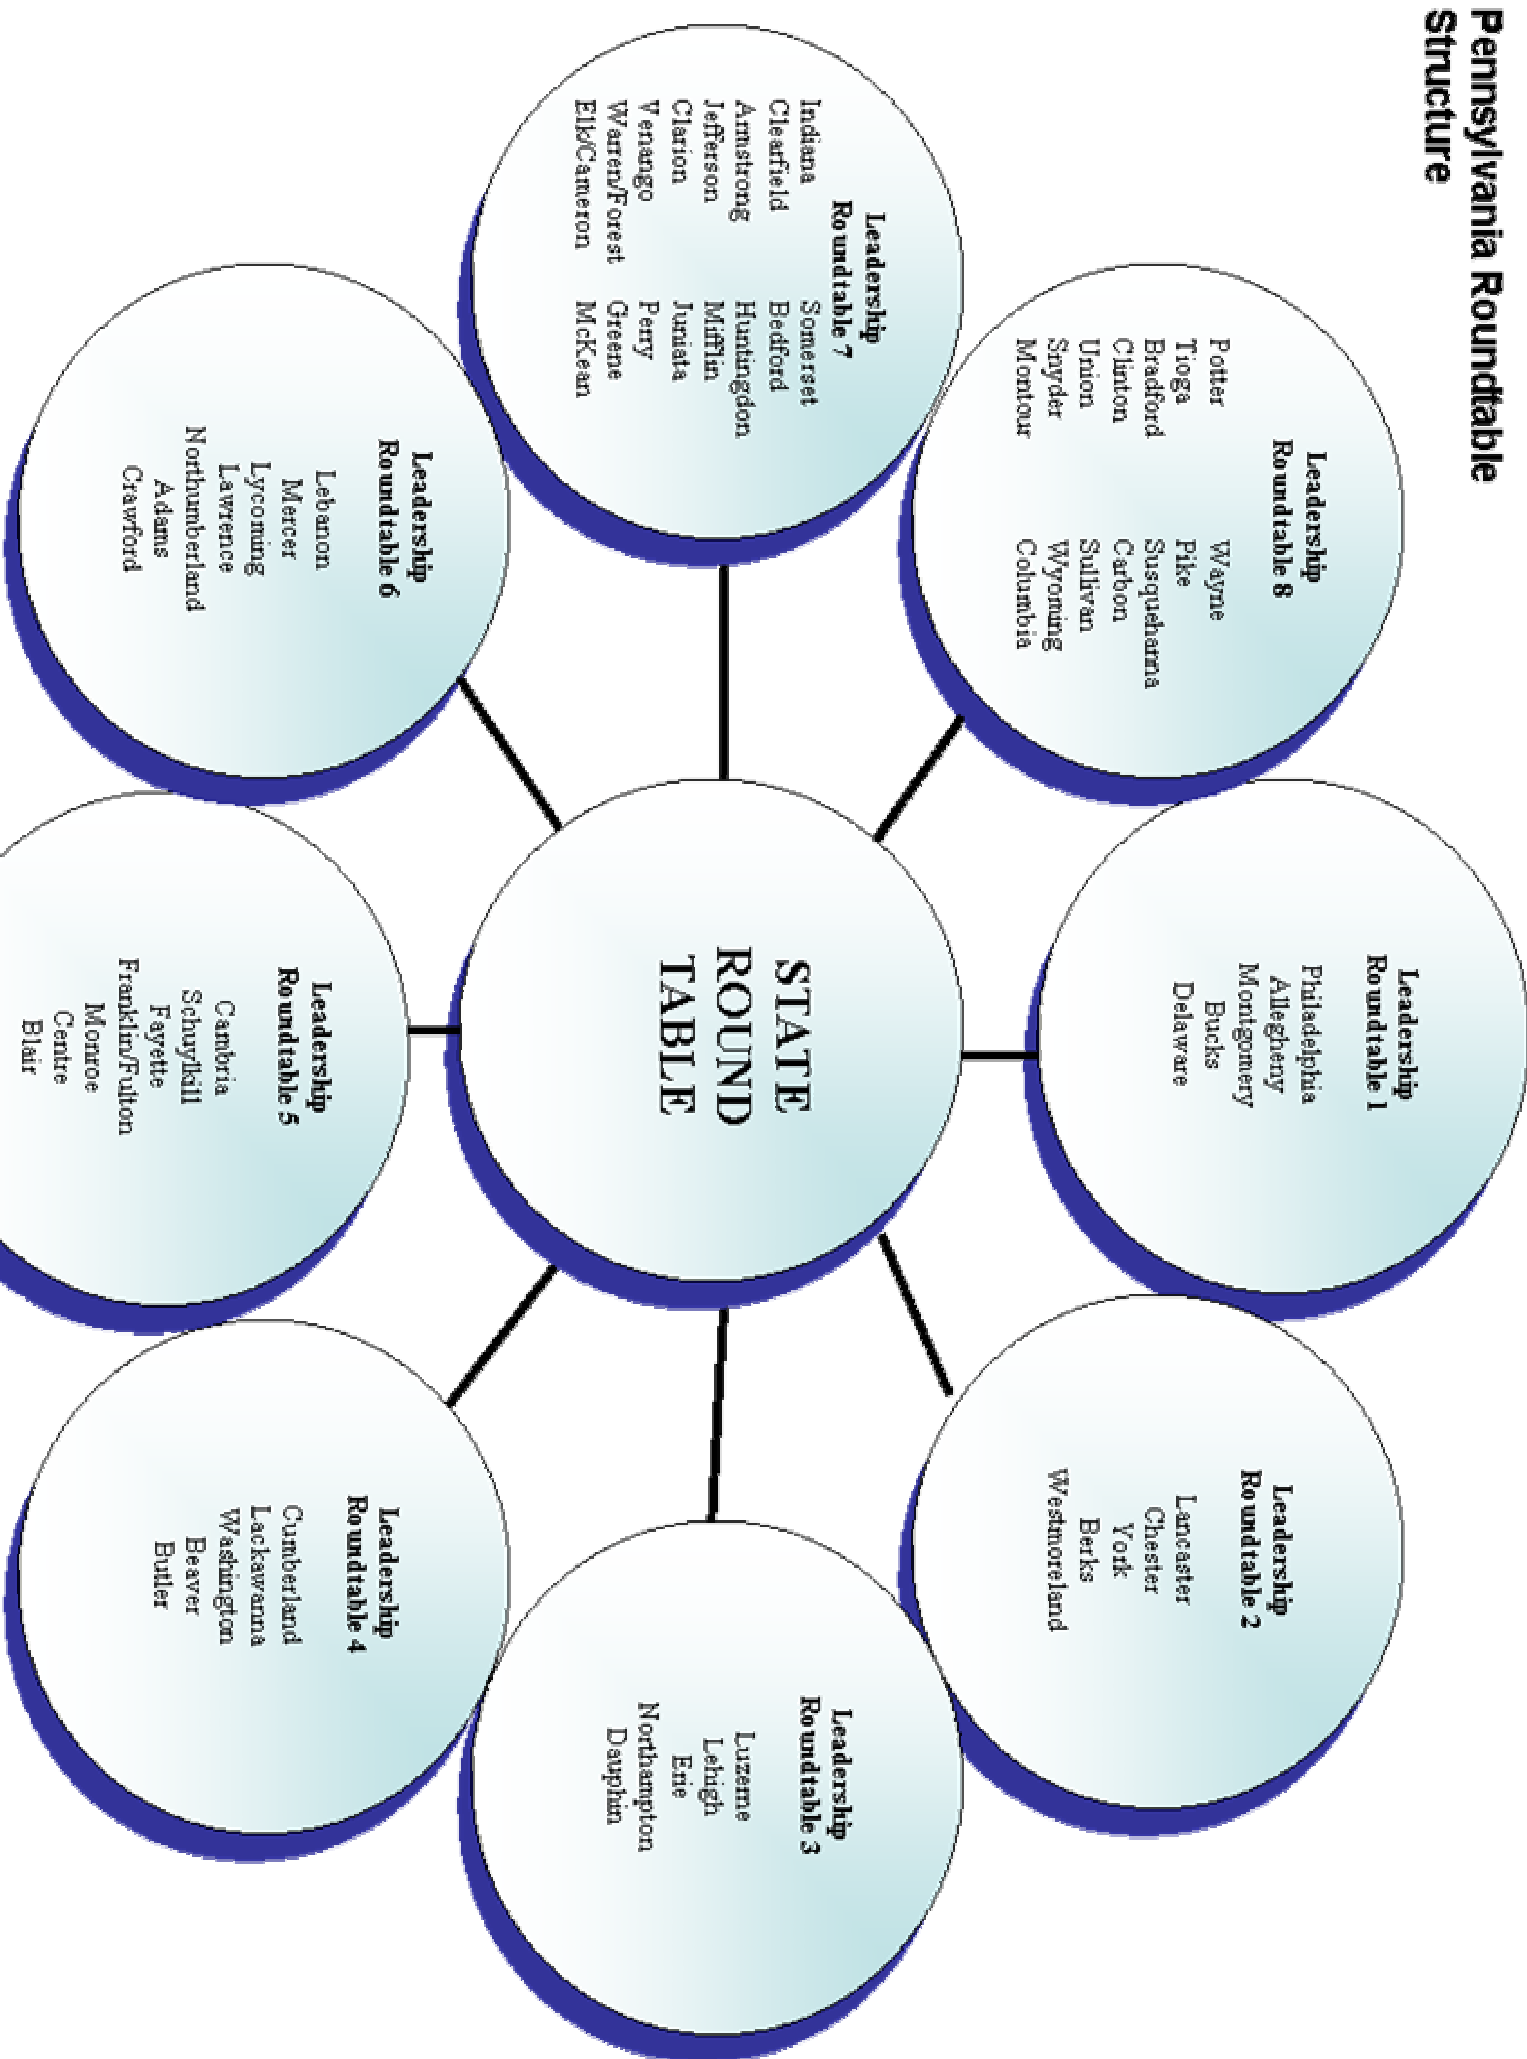 Pennsylvania Roundtable
Structure
Leadership
Roundtable 1
Philadelphia
Allegheny
Montgomery
Bucks
Delaware
Leadership
Roundtable 2
Lancaster
Chester
York
Berks
Westmoreland
Leadership
Roundtable 3
Luzerne
Lehigh
Erie
Northampton
Dauphin
Leadership
Roundtable 4
Cumberland
Lackawanna
Washington
Beaver
Butler
Leadership
Roundtable 5
Cambria
Schuylkill
Fayette
Franklin/Fulton
Monroe
Centre
Blair
Leadership
Roundtable 6
Lebanon
Mercer
Lycoming
Lawrence
Northumberland
Adams
Crawford
Leadership
Roundtable 7
Indiana Somerset
Clearfield Bedford
Armstrong Huntingdon
Jefferson Mifflin
Clarion Juniata
Venango Perry
Warren/Forest Greene
Elk/Cameron McKean
Leadership
Roundtable 8
Potter Wayne
Tioga Pike
Bradford Susquehanna
Clinton Carbon
Union Sullivan
Snyder Wyoming
Montour Columbia
STATE
ROUND
TABLE